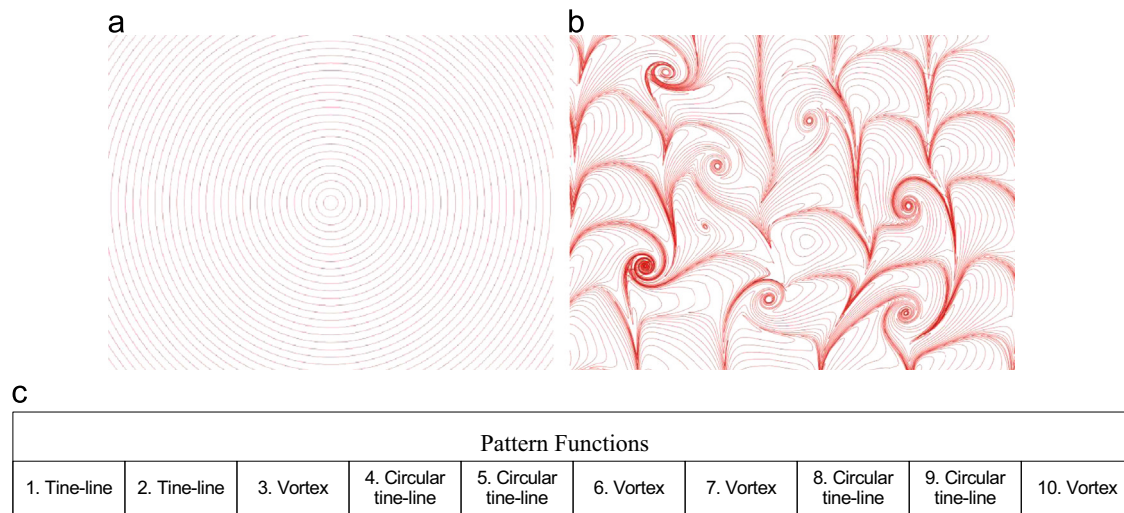 a
b
c
Pattern Functions
1. Tine-line
2. Tine-line
3. Vortex
4. Circular
tine-line
5. Circular
tine-line
6. Vortex
7. Vortex
8. Circular
tine-line
9. Circular
tine-line
10. Vortex